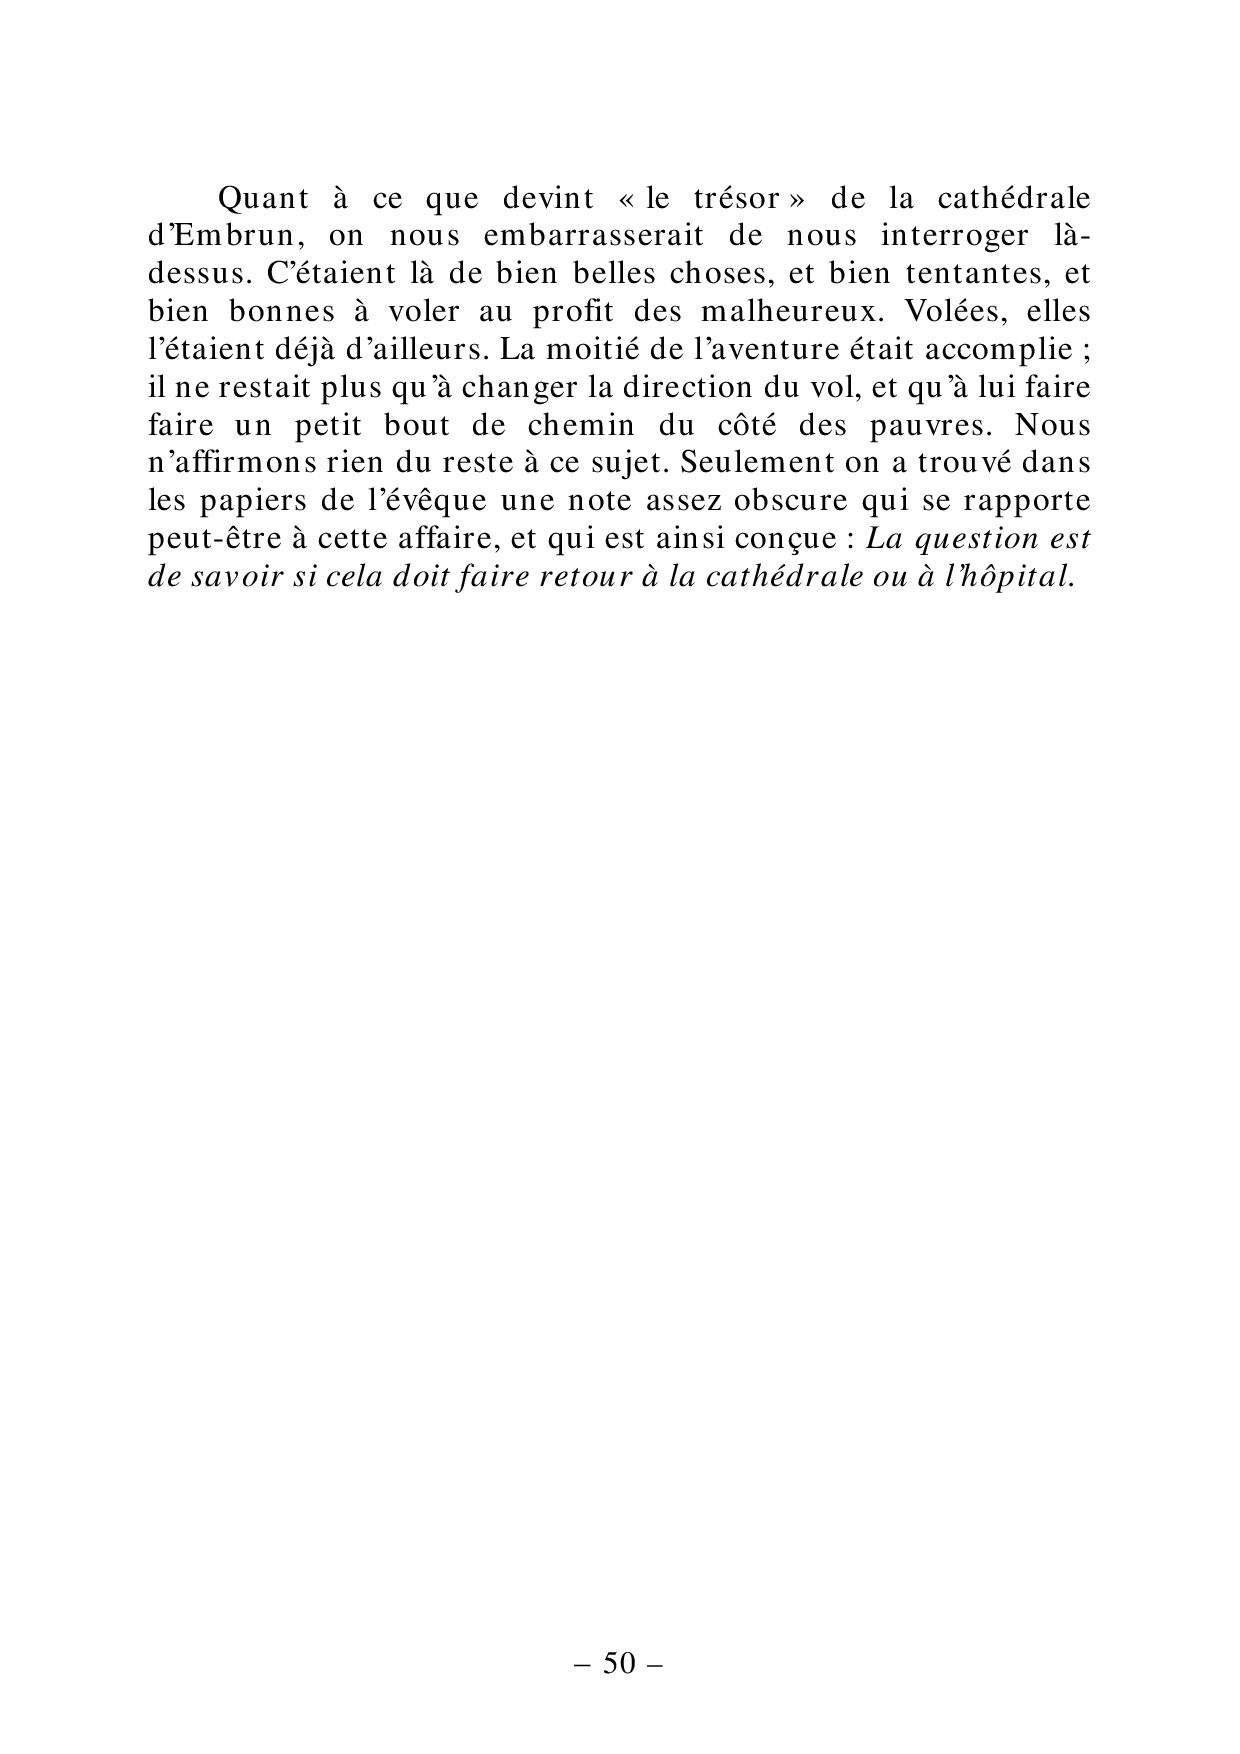 Quant à ce que devint « le trésor » de la cathédrale
d’Embrun, on nous embarrasserait de nous interroger là-
dessus. C’étaient là de bien belles choses, et bien tentantes, et
bien bonnes à voler au profit des malheureux. Volées, elles
l’étaient déjà d’ailleurs. La moitié de l’aventure était accomplie ;
il ne restait plus qu’à changer la direction du vol, et qu’à lui faire
faire un petit bout de chemin du côté des pauvres. Nous
n’affirmons rien du reste à ce sujet. Seulement on a trouvé dans
les papiers de l’évêque une note assez obscure qui se rapporte
peut-être à cette affaire, et qui est ainsi conçue : La question est
de savoir si cela doit faire retour à la cathédrale ou à l’hôpital.
– 50 –